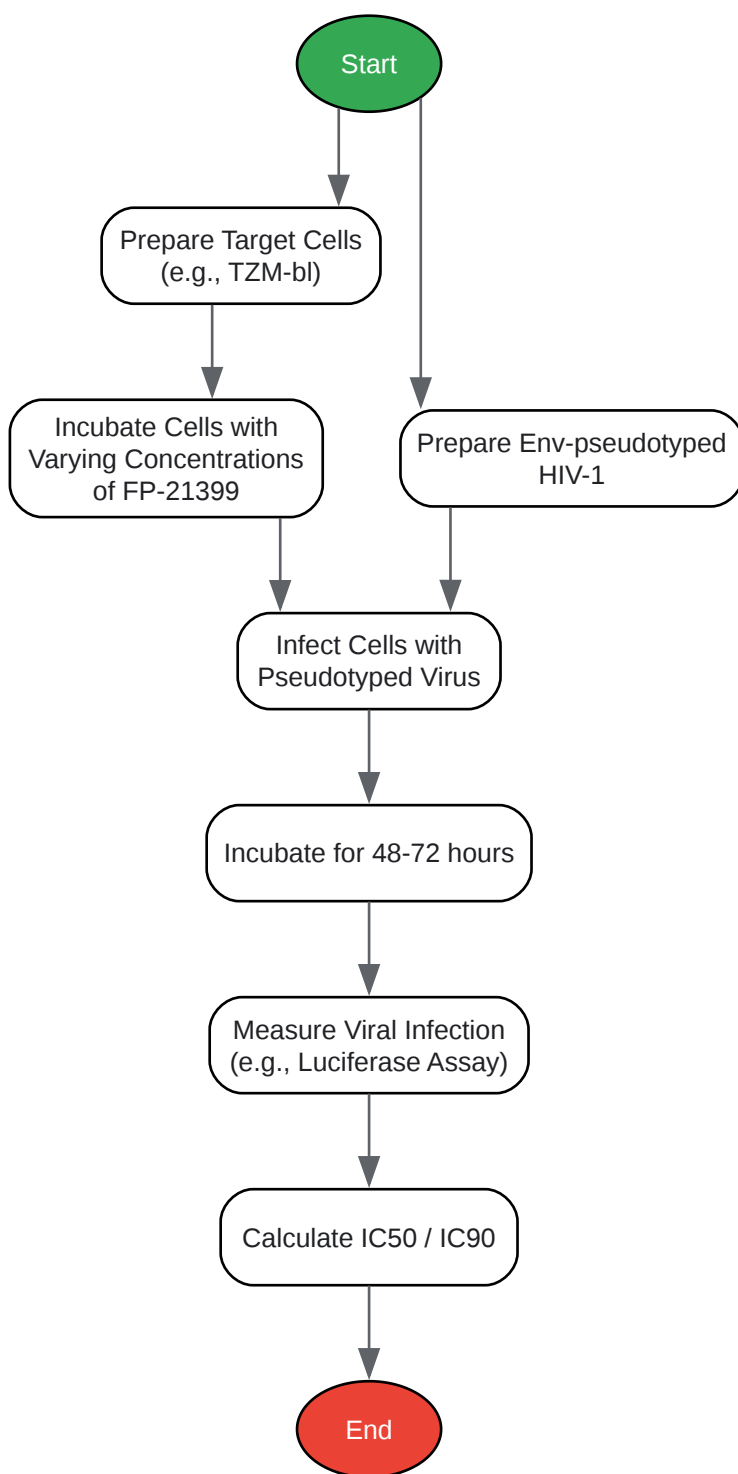 Start
Prepare Target Cells
(e.g., TZM-bl)
Incubate Cells with
Varying Concentrations
of FP-21399
Prepare Env-pseudotyped
HIV-1
Infect Cells with
Pseudotyped Virus
Incubate for 48-72 hours
Measure Viral Infection
(e.g., Luciferase Assay)
Calculate IC50 / IC90
End